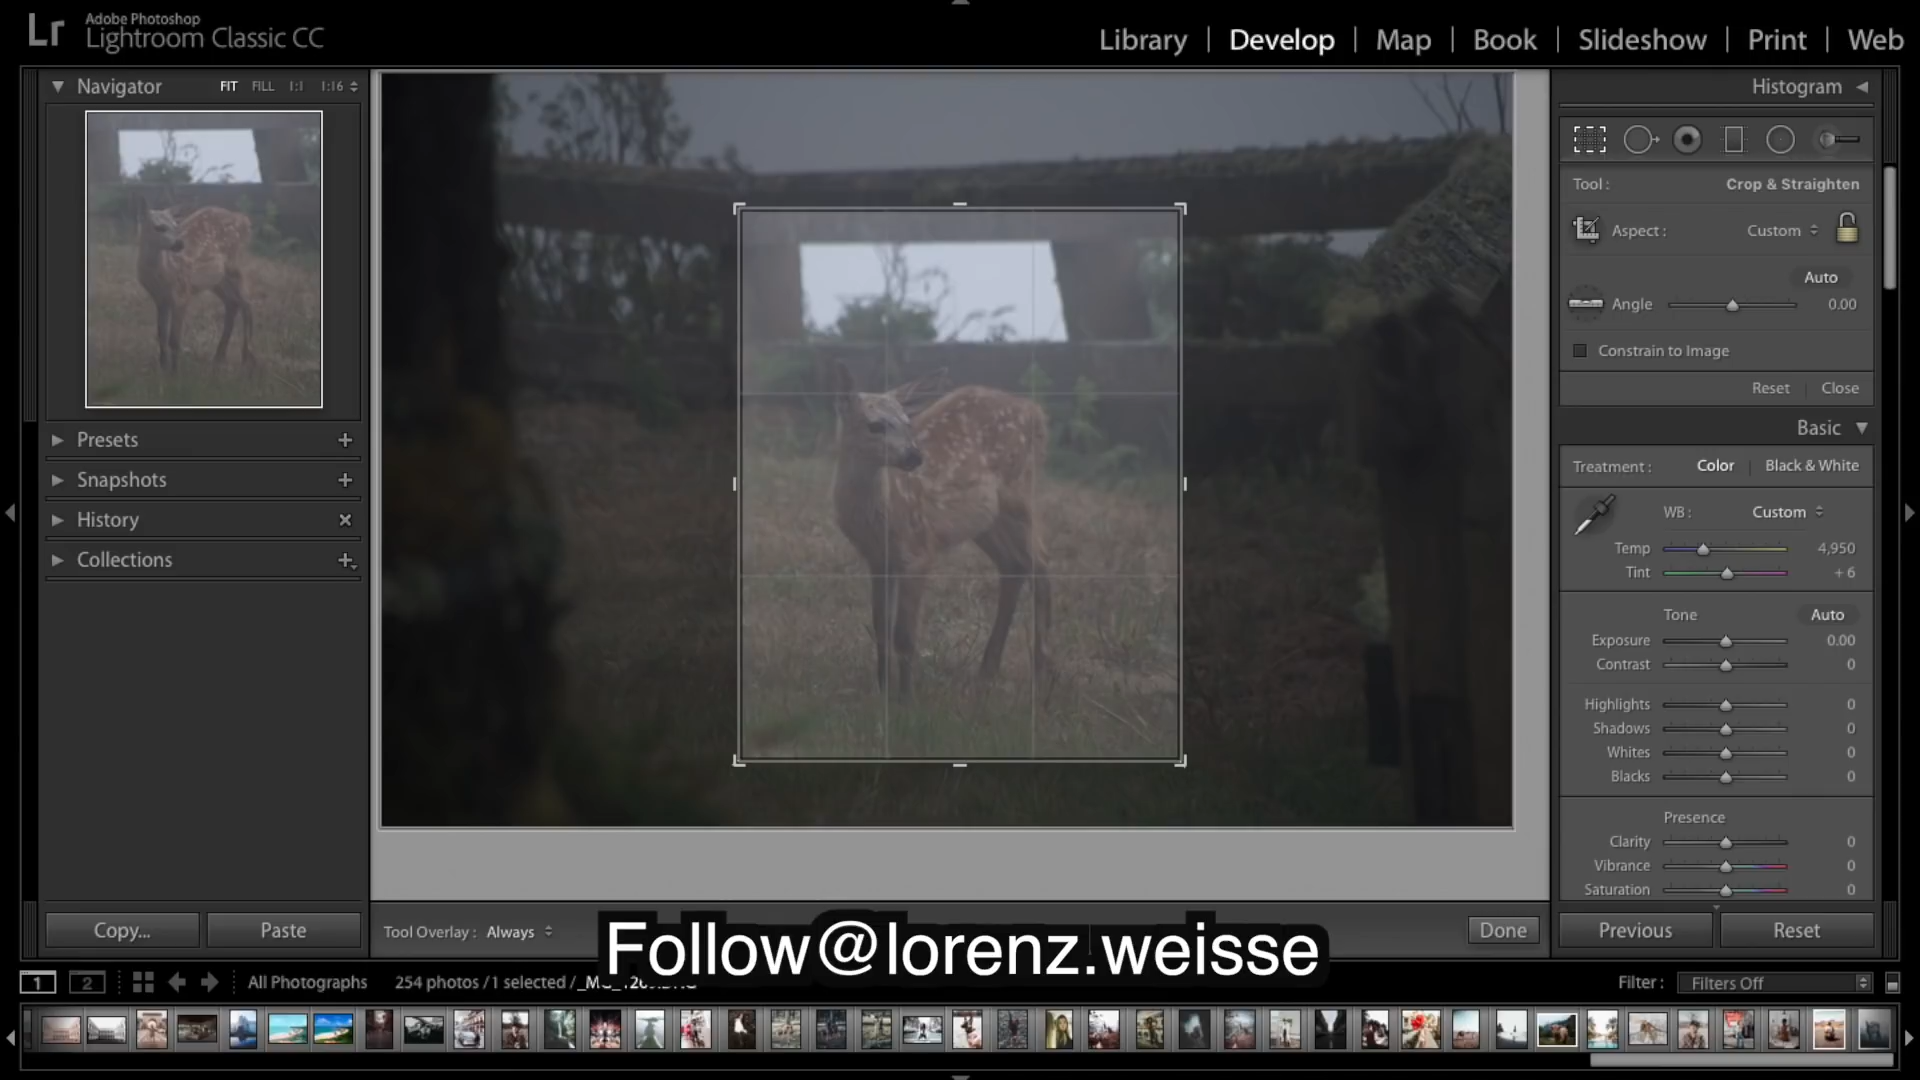 Lr Adobe Photoshop
Lightroom Classic CC
Library | Develop | Map | Book | Slideshow | Print | Web
Navigator FIT FILL 1:1 1:16
Presets
Snapshots
History
Collections
Copy... Paste
Histogram
Tool : Crop & Straighten
Aspect : Custom
Auto
Angle 0.00
Constrain to Image
Reset Close
Basic
Treatment : Color Black & White
WB : Custom
Temp 4,950
Tint + 6
Tone Auto
Exposure 0.00
Contrast 0
Highlights 0
Shadows 0
Whites 0
Blacks 0
Presence
Clarity 0
Vibrance 0
Saturation 0
Previous Reset
Tool Overlay : Always
Done
Follow@lorenz.weisse
1 2 All Photographs 254 photos / 1 selected /
Filter : Filters Off